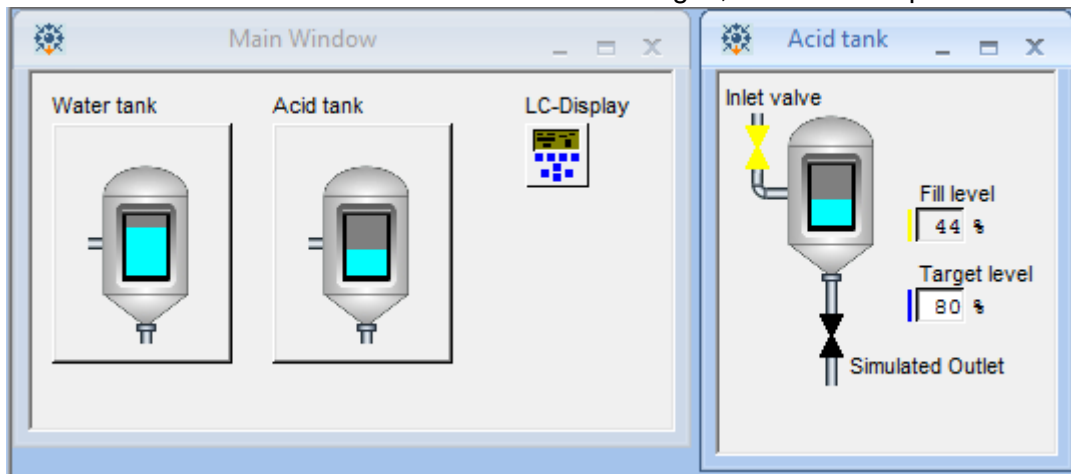 Main Window
Water tank
Acid tank
LC-Display
Acid tank
Inlet valve
Fill level
44 %
Target level
80 %
Simulated Outlet